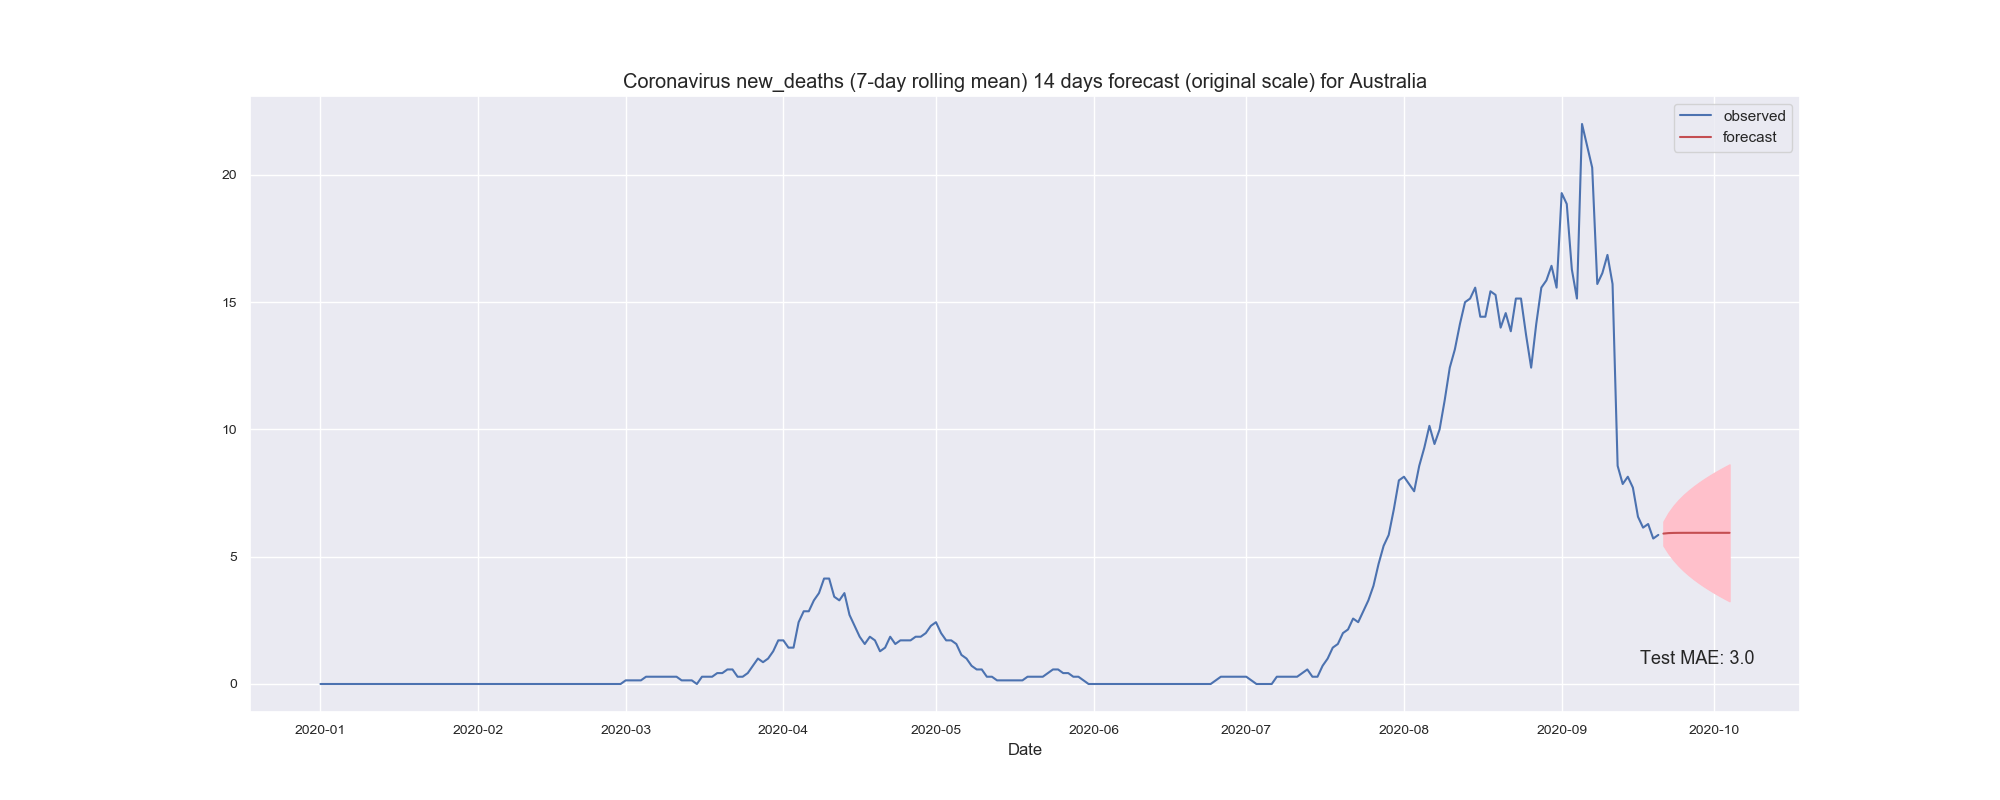 Coronavirus new_deaths (7-day rolling mean) 14 days forecast (original scale) for Australia
observed
forecast
20
15
10
5
0
Test MAE: 3.0
2020-01 2020-02 2020-03 2020-04 2020-05 2020-06 2020-07 2020-08 2020-09 2020-10
Date